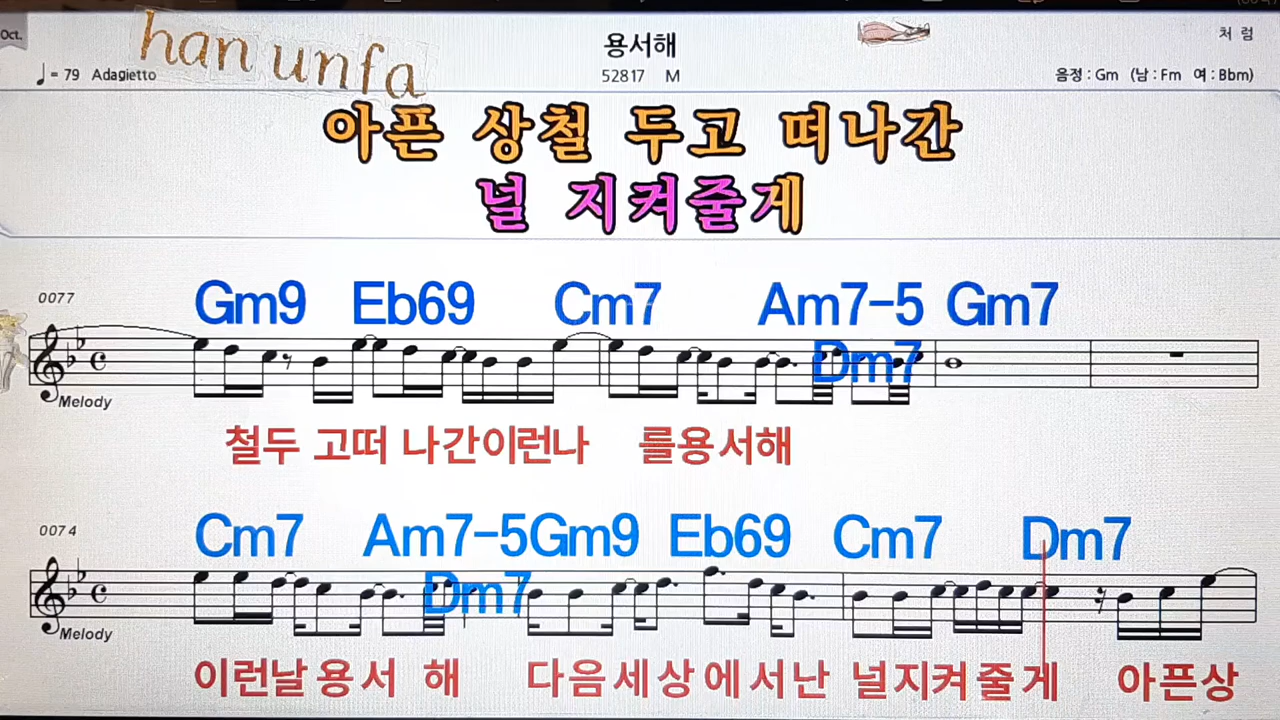 Oct.
han unfa
용서해
처 럼
♩= 79 Adagietto
52817 M
음정 : Gm (남 : Fm 여 : Bbm)
아픈 상철 두고 떠나간
널 지켜줄게
0077
Gm9 Eb69 Cm7 Am7-5 Gm7
Dm7
Melody
철두 고떠 나간이런나 를용서해
0074
Cm7 Am7-5Gm9 Eb69 Cm7 Dm7
Dm7
Melody
이런날용서 해 다음세상에서난 널지켜줄게 아픈상